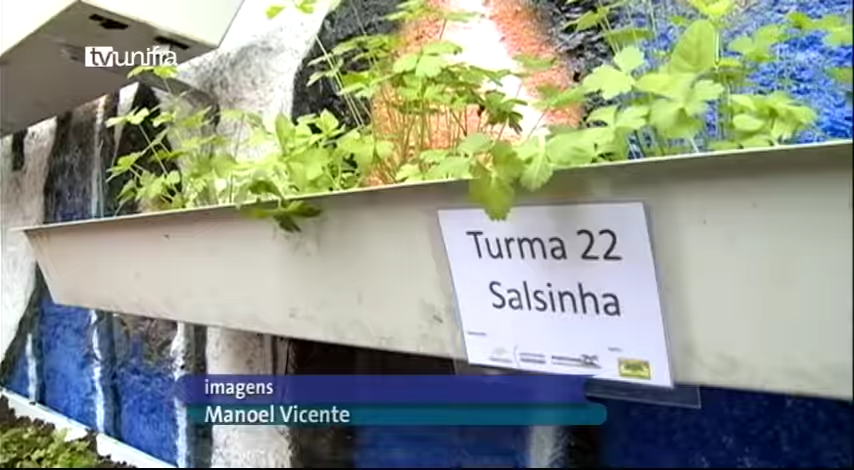 tvunifra
Turma 22
Salsinha
imagens
Manoel Vicente